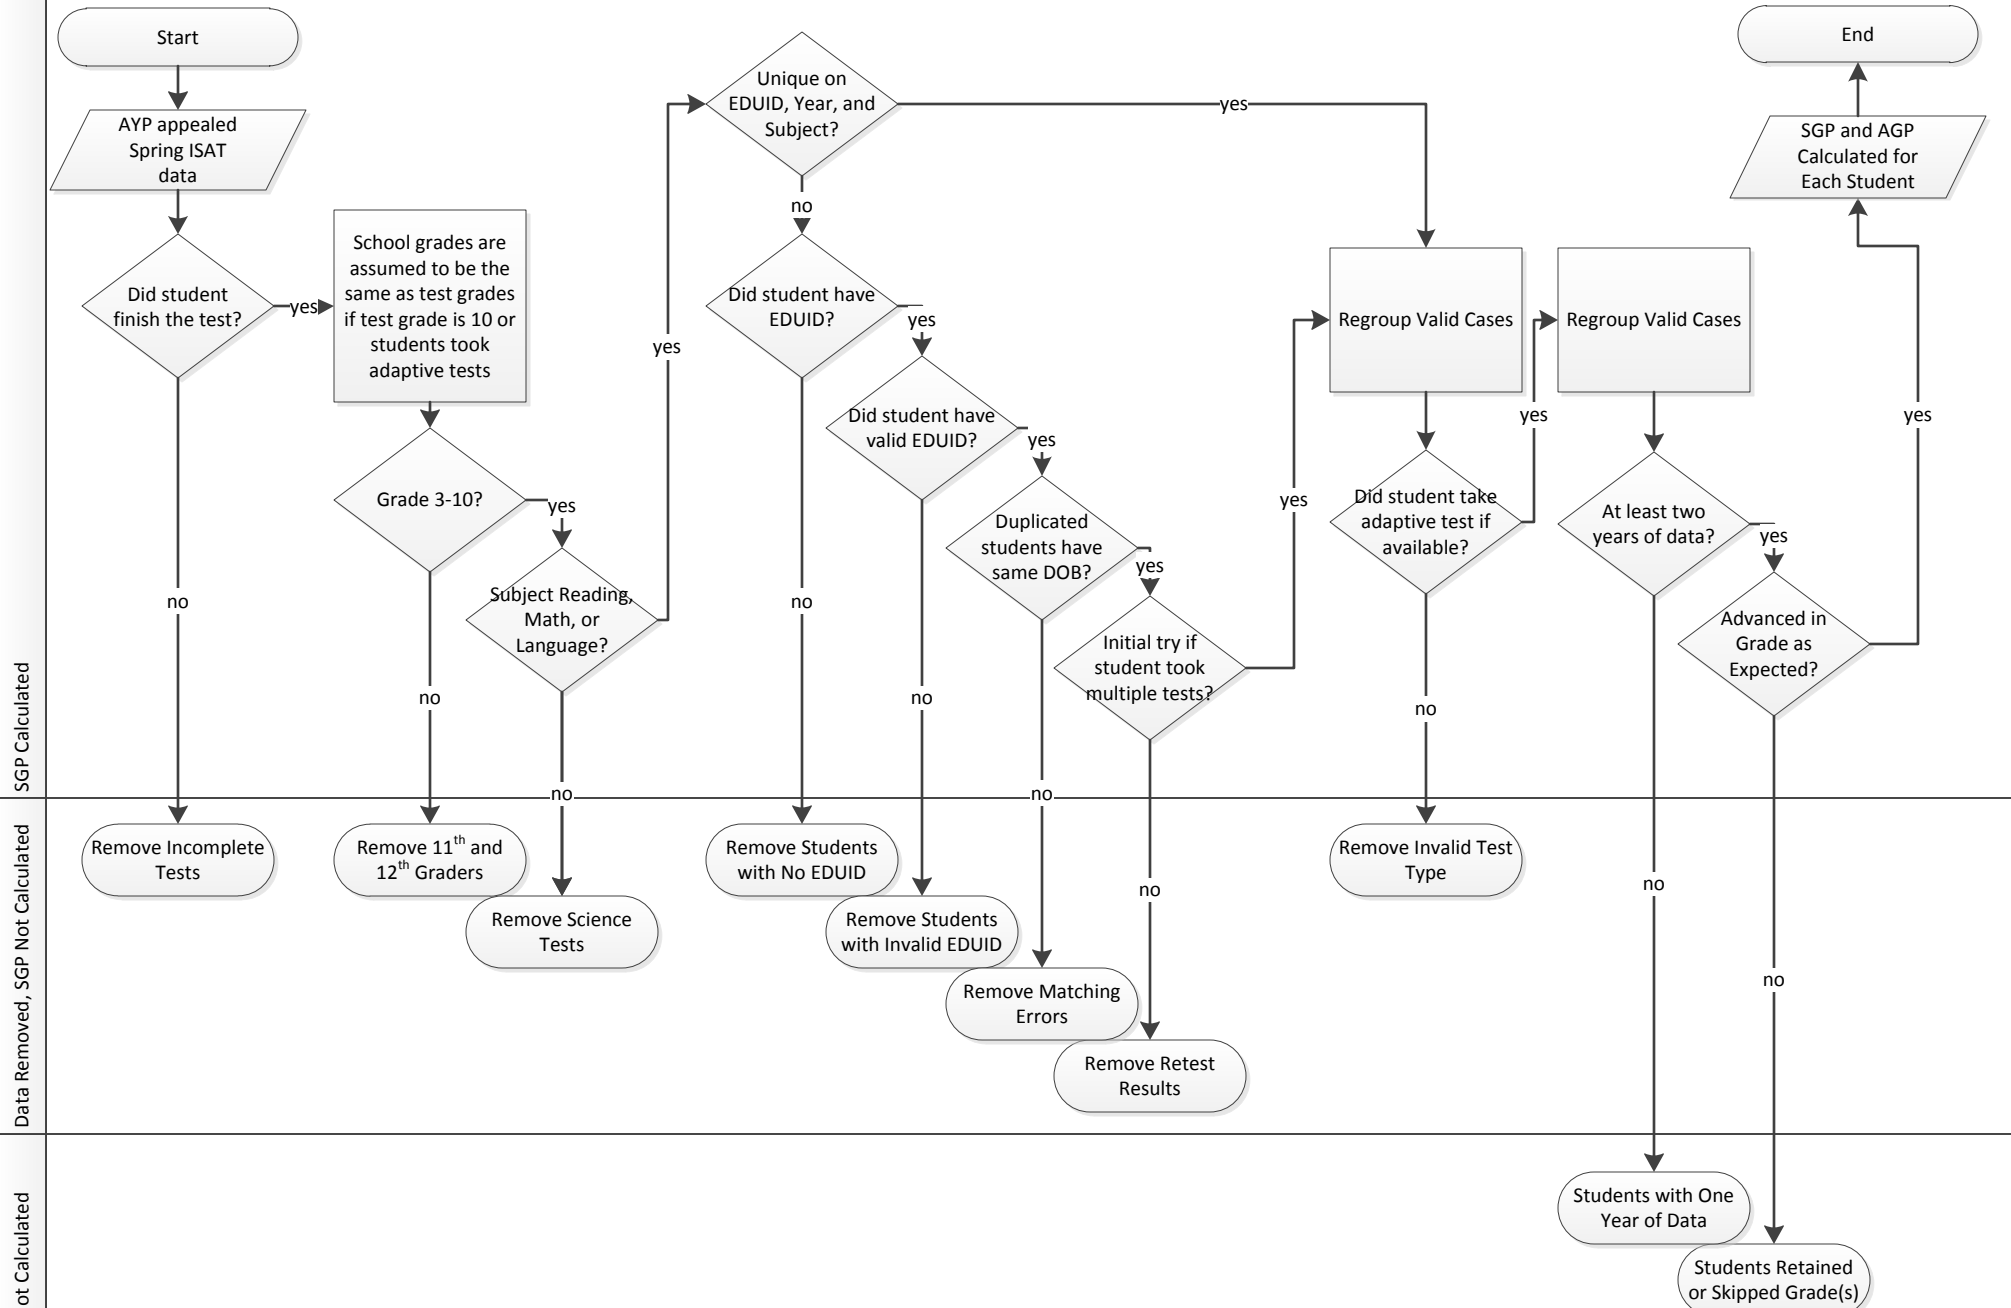 Start
AYP appealed
Spring ISAT
data
Did student
finish the test?
yes
no
School grades are
assumed to be the
same as test grades
if test grade is 10 or
students took
adaptive tests
Grade 3-10?
yes
no
Subject Reading,
Math, or
Language?
yes
no
Unique on
EDUID, Year, and
Subject?
yes
no
Did student have
EDUID?
yes
no
Did student have
valid EDUID?
yes
no
Duplicated
students have
same DOB?
yes
no
Initial try if
student took
multiple tests?
yes
no
Regroup Valid Cases
Did student take
adaptive test if
available?
yes
no
Regroup Valid Cases
At least two
years of data?
yes
no
Advanced in
Grade as
Expected?
yes
no
SGP and AGP
Calculated for
Each Student
End
SGP Calculated
Data Removed, SGP Not Calculated
Remove Incomplete
Tests
Remove 11th and
12th Graders
Remove Science
Tests
Remove Students
with No EDUID
Remove Students
with Invalid EDUID
Remove Matching
Errors
Remove Retest
Results
Remove Invalid Test
Type
ot Calculated
Students with One
Year of Data
Students Retained
or Skipped Grade(s)